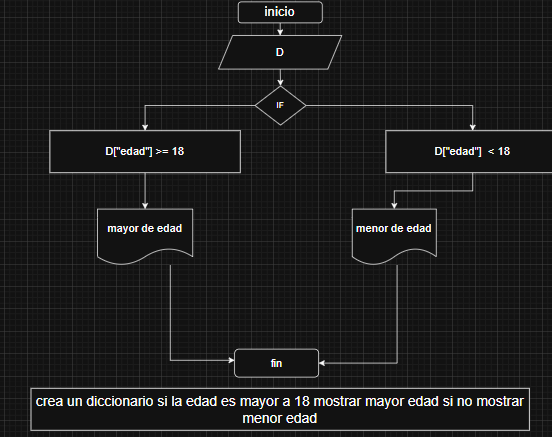 inicio
D
IF
D["edad"] >= 18
D["edad"] < 18
mayor de edad
menor de edad
fin
crea un diccionario si la edad es mayor a 18 mostrar mayor edad si no mostrar
menor edad